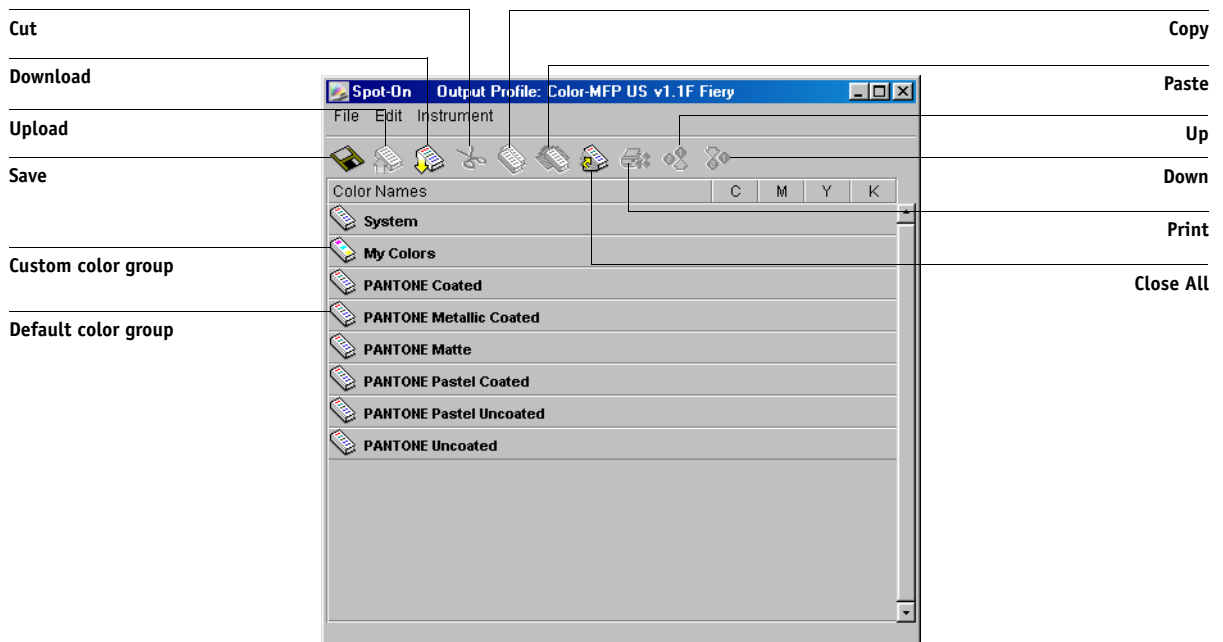 Cut
Download
Upload
Save
Custom color group
Default color group
Spot-On Output Profile: Color-MFP US v1.1F Fiery
File Edit Instrument
Color Names C M Y K
System
My Colors
PANTONE Coated
PANTONE Metallic Coated
PANTONE Matte
PANTONE Pastel Coated
PANTONE Pastel Uncoated
PANTONE Uncoated
Copy
Paste
Up
Down
Print
Close All